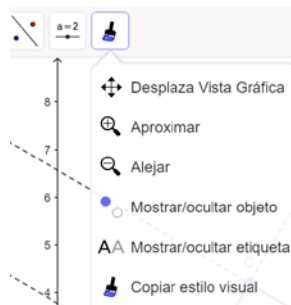 a=2
Desplaza Vista Gráfica
Aproximar
Alejar
Mostrar/ocultar objeto
AA Mostrar/ocultar etiqueta
Copiar estilo visual
8
7
6
5
4